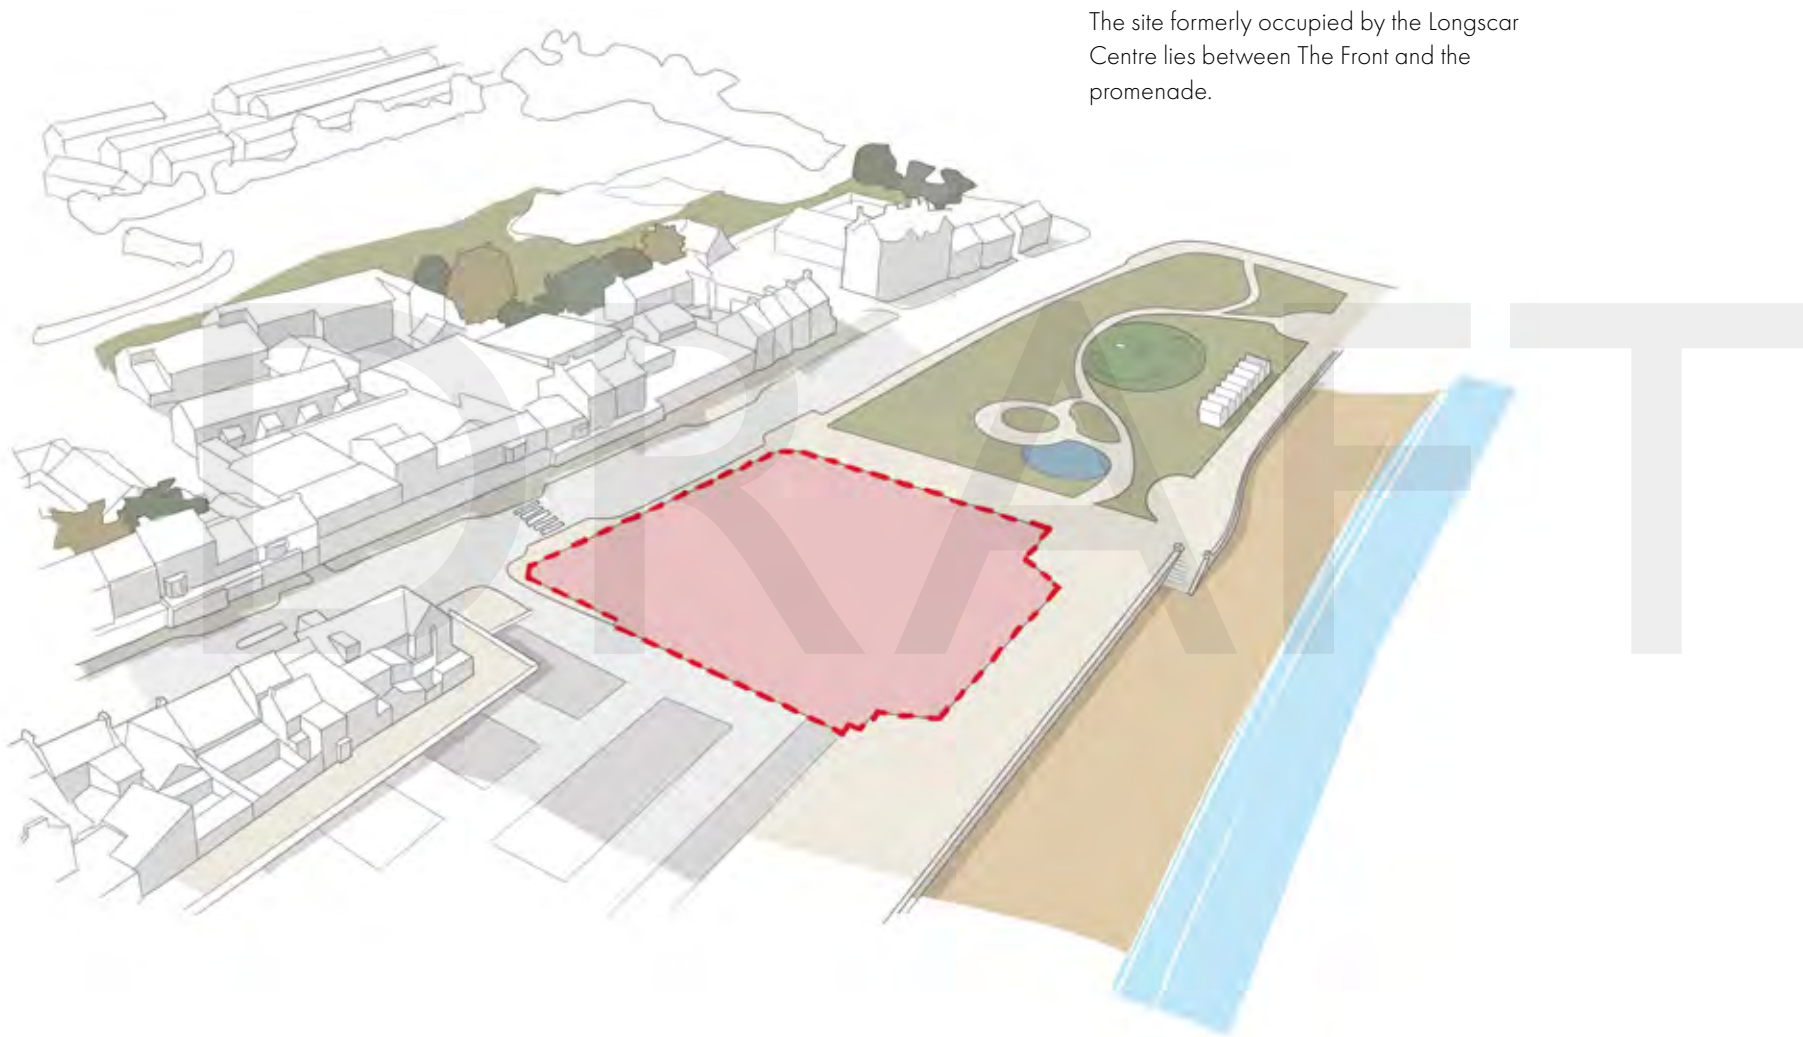 The site formerly occupied by the Longscar
Centre lies between The Front and the
promenade.
DRAFT